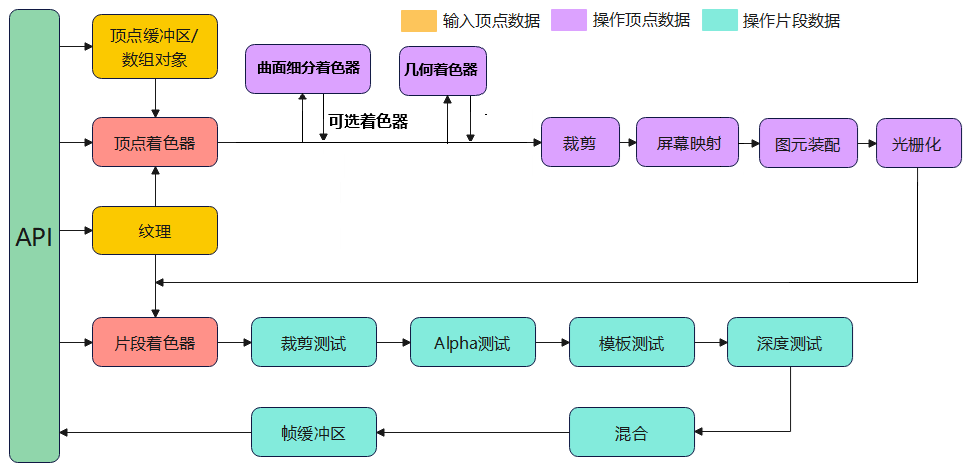 输入顶点数据
操作顶点数据
操作片段数据
API
顶点缓冲区/
数组对象
曲面细分着色器
几何着色器
可选着色器
顶点着色器
裁剪
屏幕映射
图元装配
光栅化
纹理
片段着色器
裁剪测试
Alpha测试
模板测试
深度测试
帧缓冲区
混合